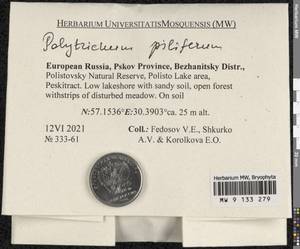 HERBARIUM UNIVERSITATISMOSQUENSIS (MW)
Polytrichum piliferum
European Russia, Pskov Province, Bezhanitsky Distr.,
Polistovsky Natural Reserve, Polisto Lake area,
Peskitract. Low lakeshore with sandy soil, open forest
withstrips of disturbed meadow. On soil
N:57.1536° E:30.3903° ca. 25 m alt.
12VI 2021
Coll.: Fedosov V.E., Shkurko
№ 333-61
A.V. & Korolkova E.O.
Herbarium MW, Bryophyta
MW 9 133 279